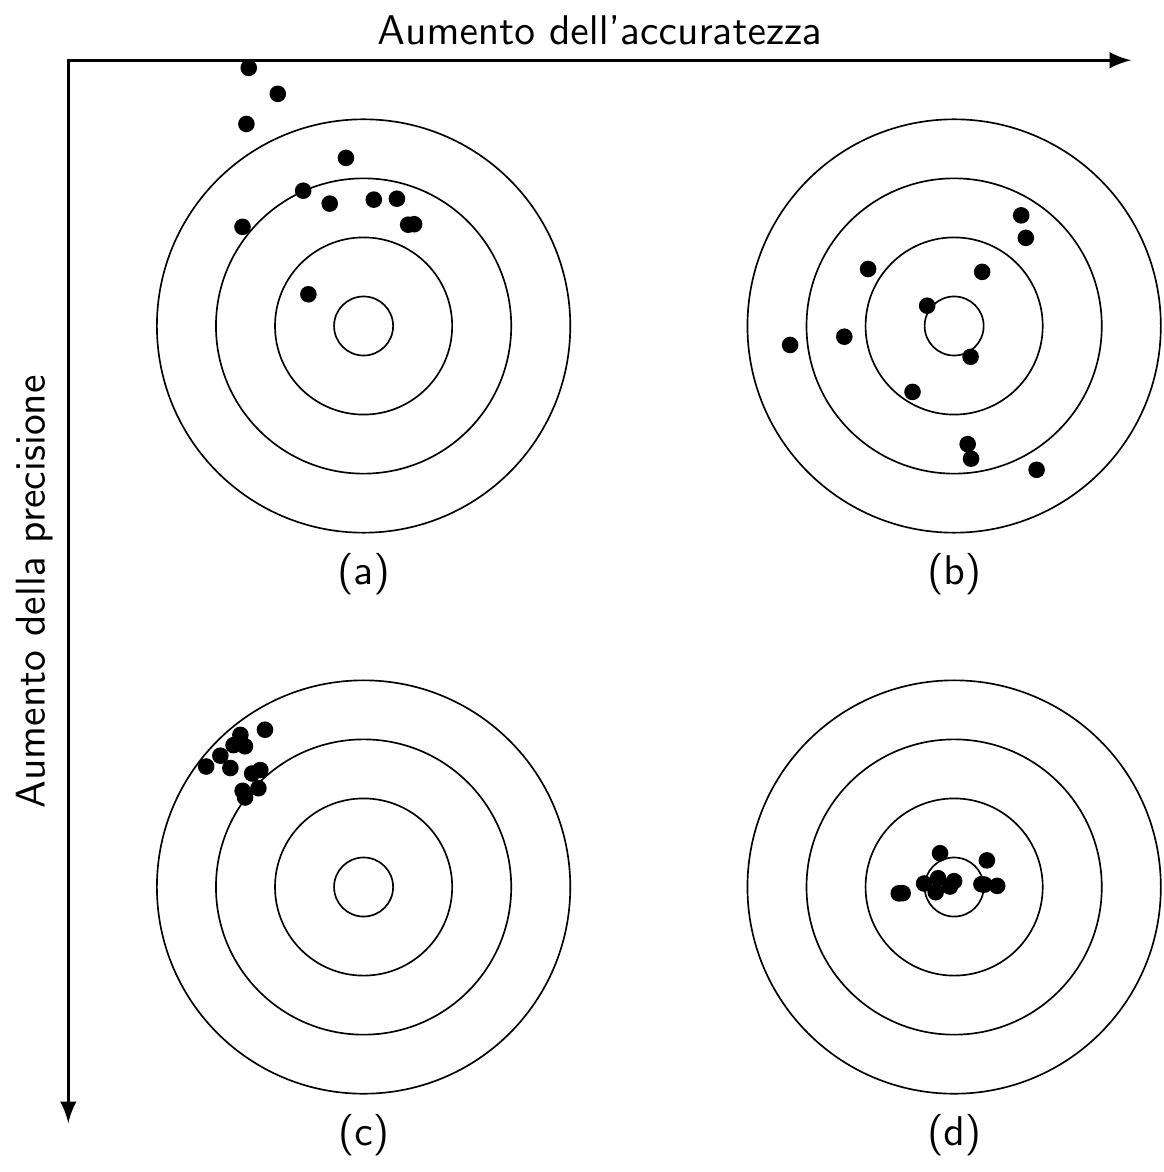 Aumento dell'accuratezza
Aumento della precisione
(a)
(b)
(c)
(d)